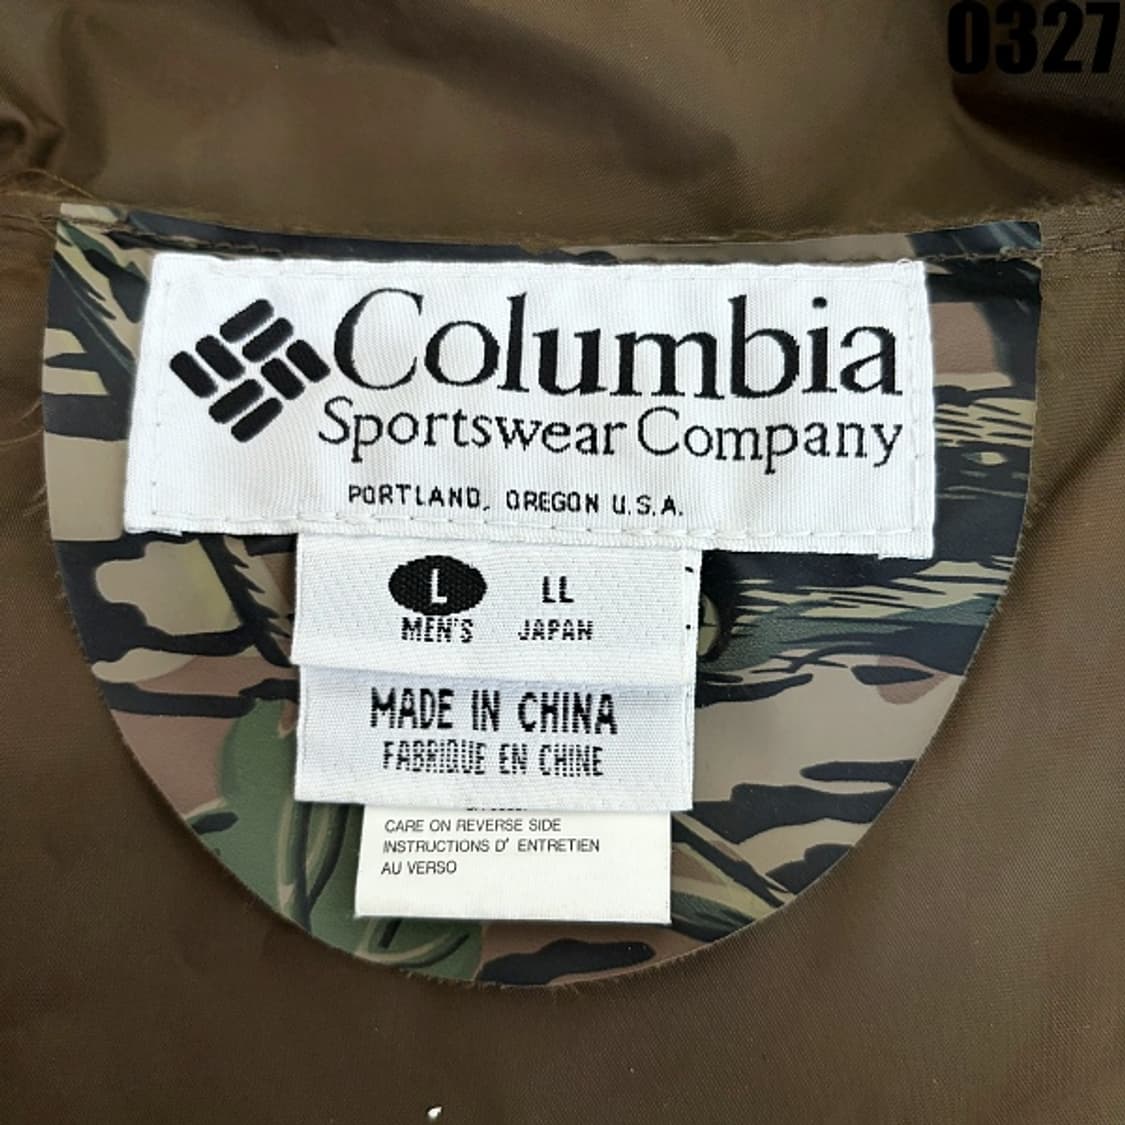 0327
Columbia
Sportswear Company
PORTLAND, OREGON U.S.A.
L LL
MEN'S JAPAN
MADE IN CHINA
FABRIQUE EN CHINE
CARE ON REVERSE SIDE
INSTRUCTIONS D' ENTRETIEN
AU VERSO